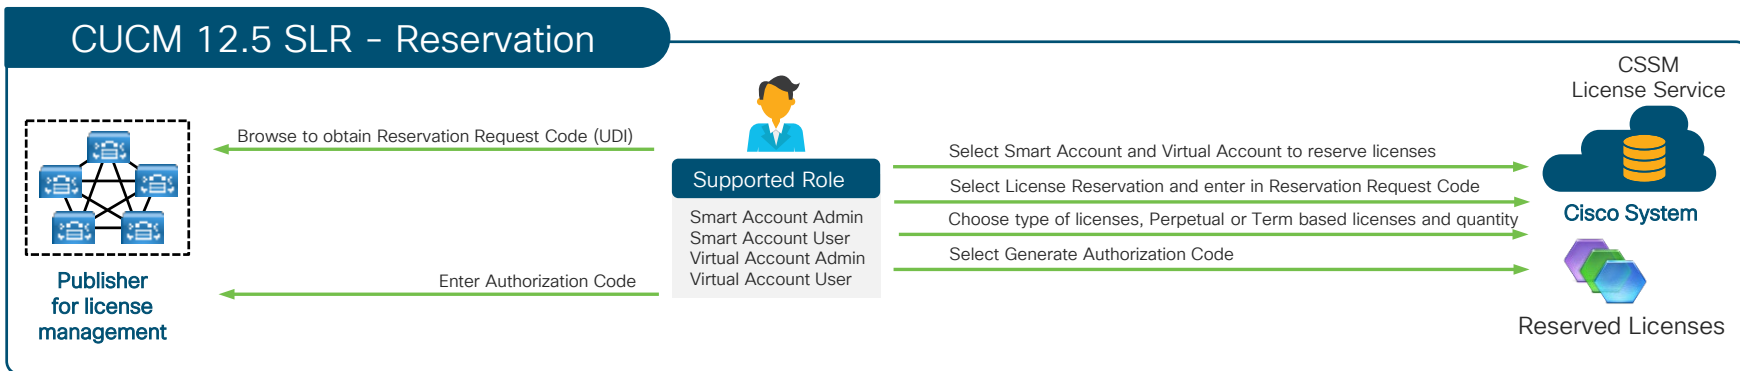 CUCM 12.5 SLR - Reservation
CSSM
License Service
Browse to obtain Reservation Request Code (UDI)
Select Smart Account and Virtual Account to reserve licenses
Supported Role
Select License Reservation and enter in Reservation Request Code
Smart Account Admin
Smart Account User
Virtual Account Admin
Virtual Account User
Choose type of licenses, Perpetual or Term based licenses and quantity
Cisco System
Select Generate Authorization Code
Publisher
for license
management
Enter Authorization Code
Reserved Licenses